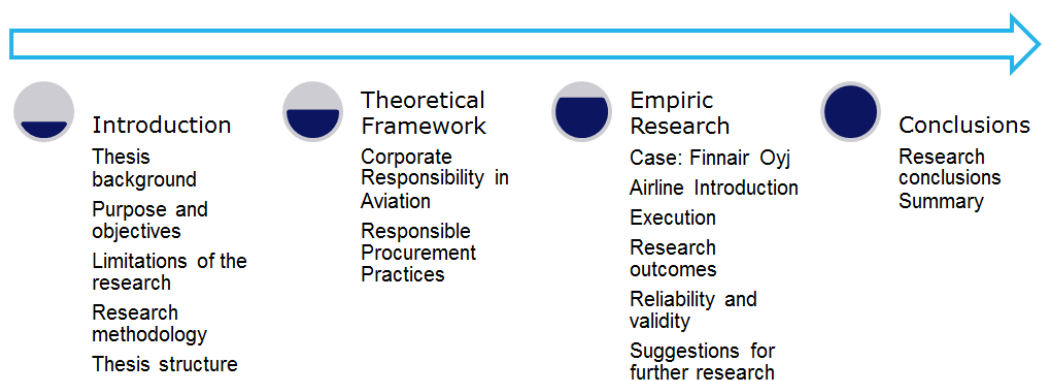 Introduction
Thesis
background
Purpose and
objectives
Limitations of the
research
Research
methodology
Thesis structure
Theoretical
Framework
Corporate
Responsibility in
Aviation
Responsible
Procurement
Practices
Empiric
Research
Case: Finnair Oyj
Airline Introduction
Execution
Research
outcomes
Reliability and
validity
Suggestions for
further research
Conclusions
Research
conclusions
Summary